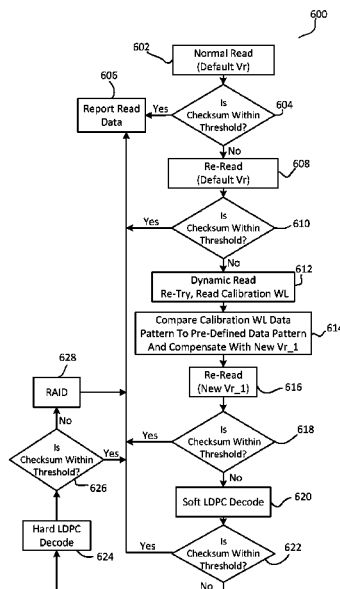 600
602
Normal Read
(Default Vr)
606
Report Read
Data
Yes
Is
Checksum Within
Threshold?
604
No
Re-Read
(Default Vr)
608
Yes
Is
Checksum Within
Threshold?
610
No
Dynamic Read
Re-Try, Read Calibration WL
612
Compare Calibration WL Data
Pattern To Pre-Defined Data Pattern
And Compensate With New Vr_1
614
628
RAID
Re-Read
(New Vr_1)
616
No
Is
Checksum Within
Threshold?
626
Yes
Yes
Is
Checksum Within
Threshold?
618
No
Soft LDPC Decode
620
Hard LDPC
Decode
624
Yes
Is
Checksum Within
Threshold?
622
No